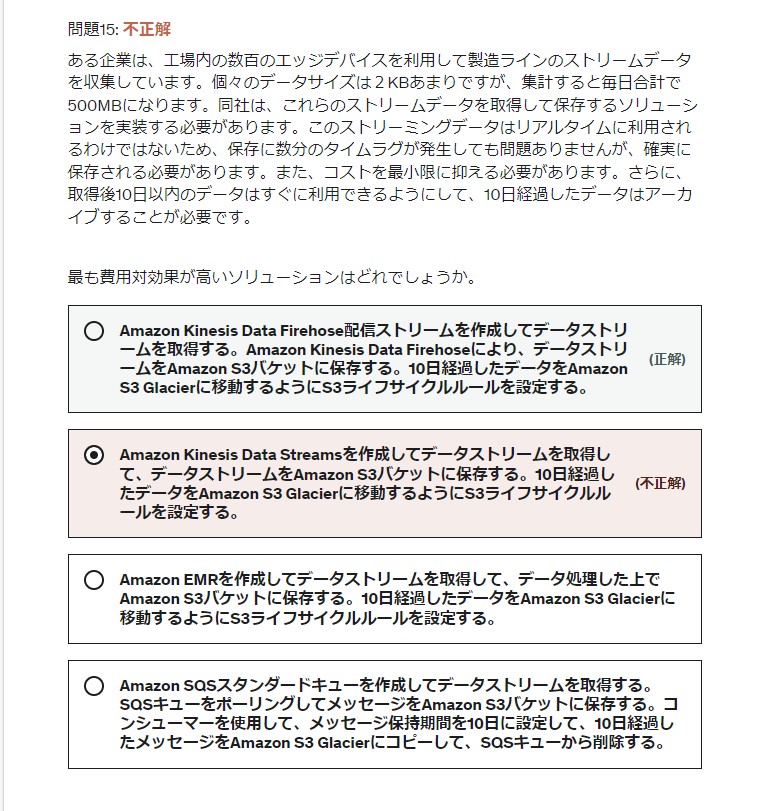 問題15: 不正解
ある企業は、工場内の数百のエッジデバイスを利用して製造ラインのストリームデータ
を収集しています。個々のデータサイズは２KBあまりですが、集計すると毎日合計で
500MBになります。同社は、これらのストリームデータを取得して保存するソリューシ
ョンを実装する必要があります。このストリーミングデータはリアルタイムに利用され
るわけではないため、保存に数分のタイムラグが発生しても問題ありませんが、確実に
保存される必要があります。また、コストを最小限に抑える必要があります。さらに、
取得後10日以内のデータはすぐに利用できるようにして、10日経過したデータはアーカ
イブすることが必要です。
最も費用対効果が高いソリューションはどれでしょうか。
Amazon Kinesis Data Firehose配信ストリームを作成してデータストリ
ームを取得する。Amazon Kinesis Data Firehoseにより、データストリ
ームをAmazon S3バケットに保存する。10日経過したデータをAmazon
S3 Glacierに移動するようにS3ライフサイクルルールを設定する。
(正解)
Amazon Kinesis Data Streamsを作成してデータストリームを取得し
て、データストリームをAmazon S3バケットに保存する。10日経過し
たデータをAmazon S3 Glacierに移動するようにS3ライフサイクルル
ールを設定する。
(不正解)
Amazon EMRを作成してデータストリームを取得して、データ処理した上で
Amazon S3バケットに保存する。10日経過したデータをAmazon S3 Glacierに
移動するようにS3ライフサイクルルールを設定する。
Amazon SQSスタンダードキューを作成してデータストリームを取得する。
SQSキューをポーリングしてメッセージをAmazon S3バケットに保存する。コ
ンシューマーを使用して、メッセージ保持期間を10日に設定して、10日経過し
たメッセージをAmazon S3 Glacierにコピーして、SQSキューから削除する。